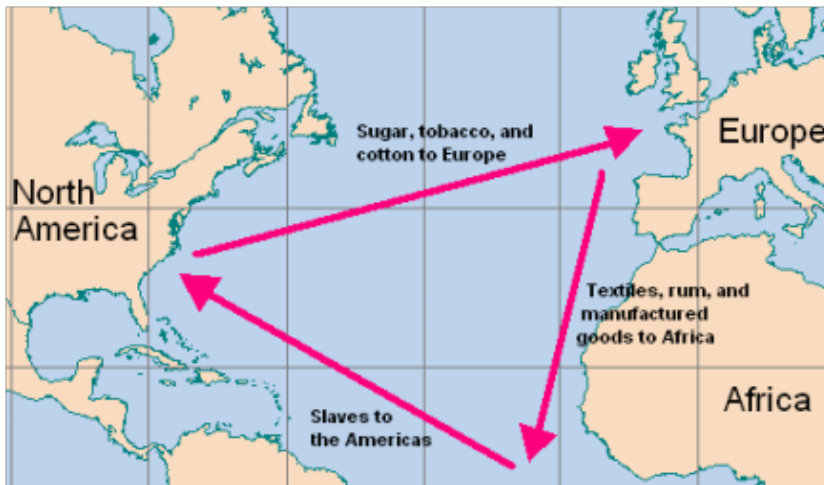 Sugar, tobacco, and
cotton to Europe
Europe
North
America
Textiles, rum, and
manufactured
goods to Africa
Africa
Slaves to
the Americas